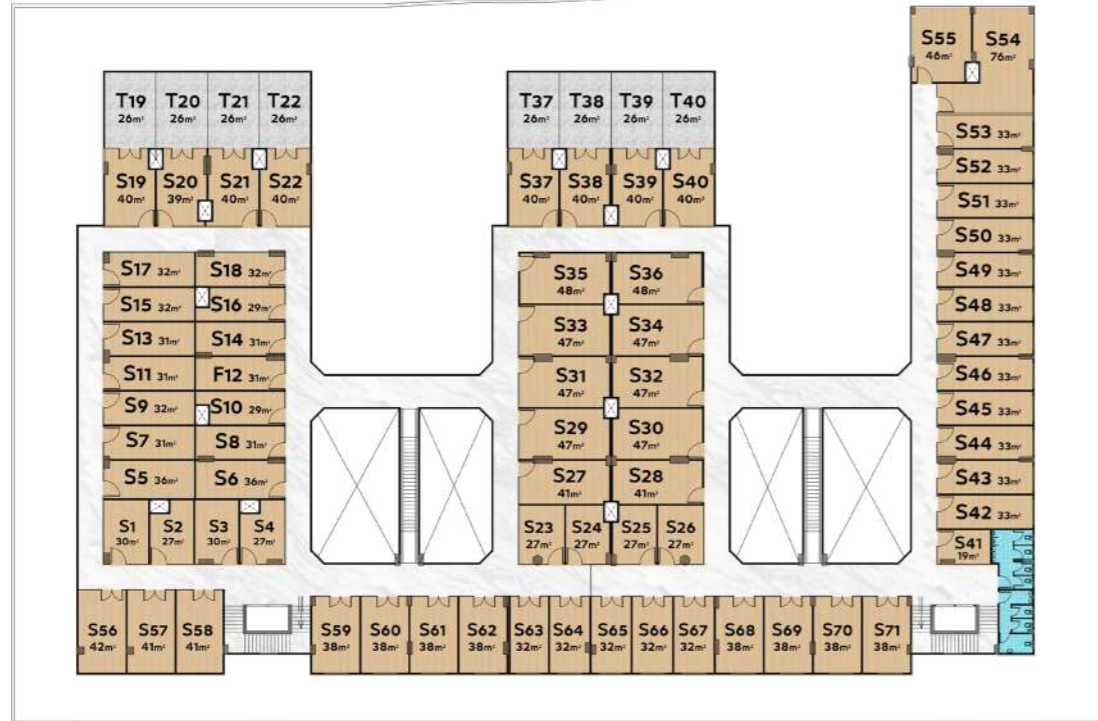 S55 S54
46m² 76m²
T19 T20 T21 T22
26m² 26m² 26m² 26m²
T37 T38 T39 T40
26m² 26m² 26m² 26m²
S53 33m²
S52 33m²
S19 S20 S21 S22
40m² 39m² 40m² 40m²
S37 S38 S39 S40
40m² 40m² 40m² 40m²
S51 33m²
S50 33m²
S17 32m² S18 32m²
S35 S36
48m² 48m²
S49 33m²
S15 32m² S16 29m²
S48 33m²
S13 31m² S14 31m²
S33 S34
47m² 47m²
S47 33m²
S11 31m² F12 31m²
S31 S32
47m² 47m²
S46 33m²
S9 32m² S10 29m²
S45 33m²
S7 31m² S8 31m²
S29 S30
47m² 47m²
S44 33m²
S5 36m² S6 36m²
S27 S28
41m² 41m²
S43 33m²
S42 33m²
S1 S2 S3 S4
30m² 27m² 30m² 27m²
S23 S24 S25 S26
27m² 27m² 27m² 27m²
S41
19m²
S56 S57 S58
42m² 41m² 41m²
S59 S60 S61 S62 S63 S64 S65 S66 S67 S68 S69 S70 S71
38m² 38m² 38m² 38m² 32m² 32m² 32m² 32m² 32m² 38m² 38m² 38m² 38m²